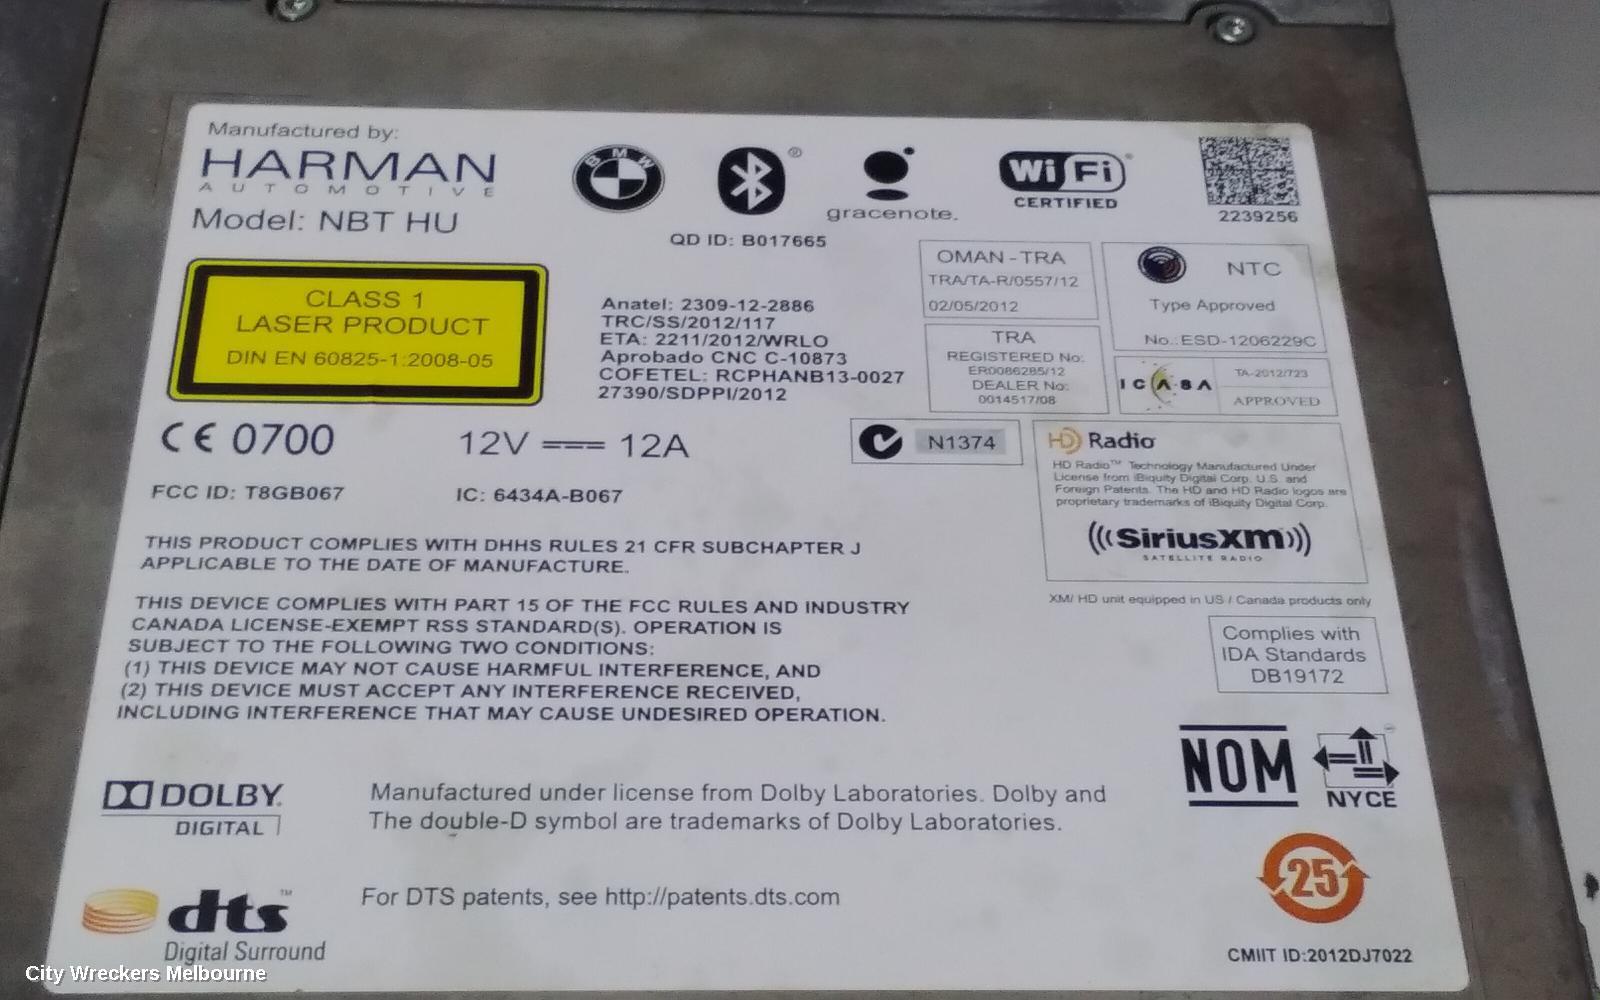 Manufactured by:
HARMAN
AUTOMOTIVE
Model: NBT HU
BMW
®
gracenote.
Wi Fi
CERTIFIED
2239256
QD ID: B017665
CLASS 1
LASER PRODUCT
DIN EN 60825-1:2008-05
Anatel: 2309-12-2886
TRC/SS/2012/117
ETA: 2211/2012/WRLO
Aprobado CNC C-10873
COFETEL: RCPHANB13-0027
27390/SDPPI/2012
OMAN - TRA
TRA/TA-R/0557/12
02/05/2012
TRA
REGISTERED No:
ER0086285/12
DEALER No:
0014517/08
NTC
Type Approved
No.: ESD-1206229C
ICASA
TA-2012/723
APPROVED
CE 0700
12V 12A
N1374
FCC ID: T8GB067
IC: 6434A-B067
HD Radio
HD Radio™ Technology Manufactured Under
License from iBiquity Digital Corp. U.S. and
Foreign Patents. The HD and HD Radio logos are
proprietary trademarks of iBiquity Digital Corp.
SiriusXM
SATELLITE RADIO
XM/ HD unit equipped in US / Canada products only
THIS PRODUCT COMPLIES WITH DHHS RULES 21 CFR SUBCHAPTER J
APPLICABLE TO THE DATE OF MANUFACTURE.
THIS DEVICE COMPLIES WITH PART 15 OF THE FCC RULES AND INDUSTRY
CANADA LICENSE-EXEMPT RSS STANDARD(S). OPERATION IS
SUBJECT TO THE FOLLOWING TWO CONDITIONS:
(1) THIS DEVICE MAY NOT CAUSE HARMFUL INTERFERENCE, AND
(2) THIS DEVICE MUST ACCEPT ANY INTERFERENCE RECEIVED,
INCLUDING INTERFERENCE THAT MAY CAUSE UNDESIRED OPERATION.
Complies with
IDA Standards
DB19172
NOM
NYCE
DOLBY
DIGITAL
Manufactured under license from Dolby Laboratories. Dolby and
The double-D symbol are trademarks of Dolby Laboratories.
25
dts™
Digital Surround
For DTS patents, see http://patents.dts.com
CMIIT ID:2012DJ7022
City Wreckers Melbourne